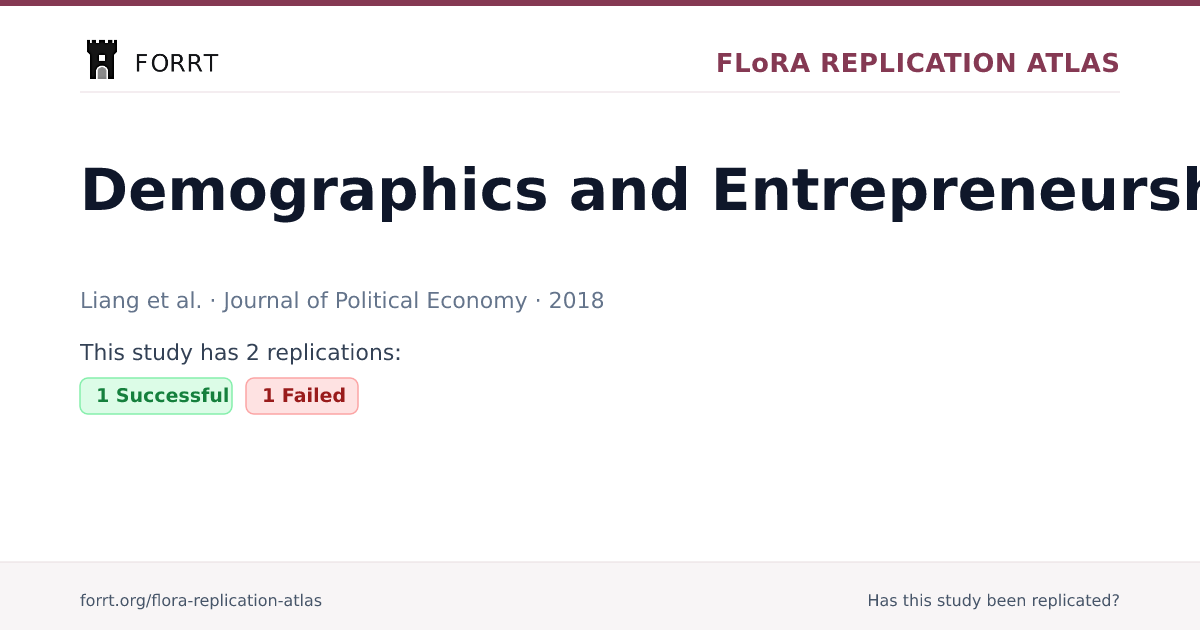 FORRT
FLoRA REPLICATION ATLAS
Demographics and Entrepreneursh
Liang et al. · Journal of Political Economy · 2018
This study has 2 replications:
1 Successful
1 Failed
forrt.org/flora-replication-atlas
Has this study been replicated?